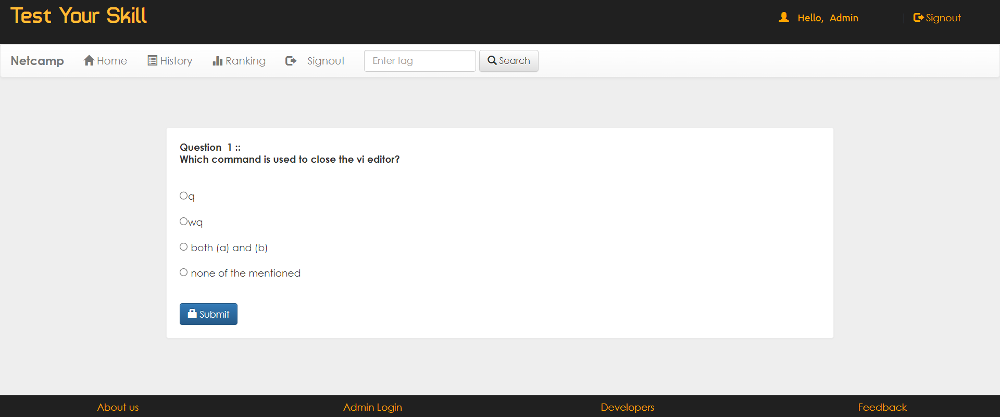 Test Your Skill
Hello, Admin
Signout
Netcamp
Home
History
Ranking
Signout
Enter tag
Search
Question 1 ::
Which command is used to close the vi editor?
q
wq
both (a) and (b)
none of the mentioned
Submit
About us
Admin Login
Developers
Feedback